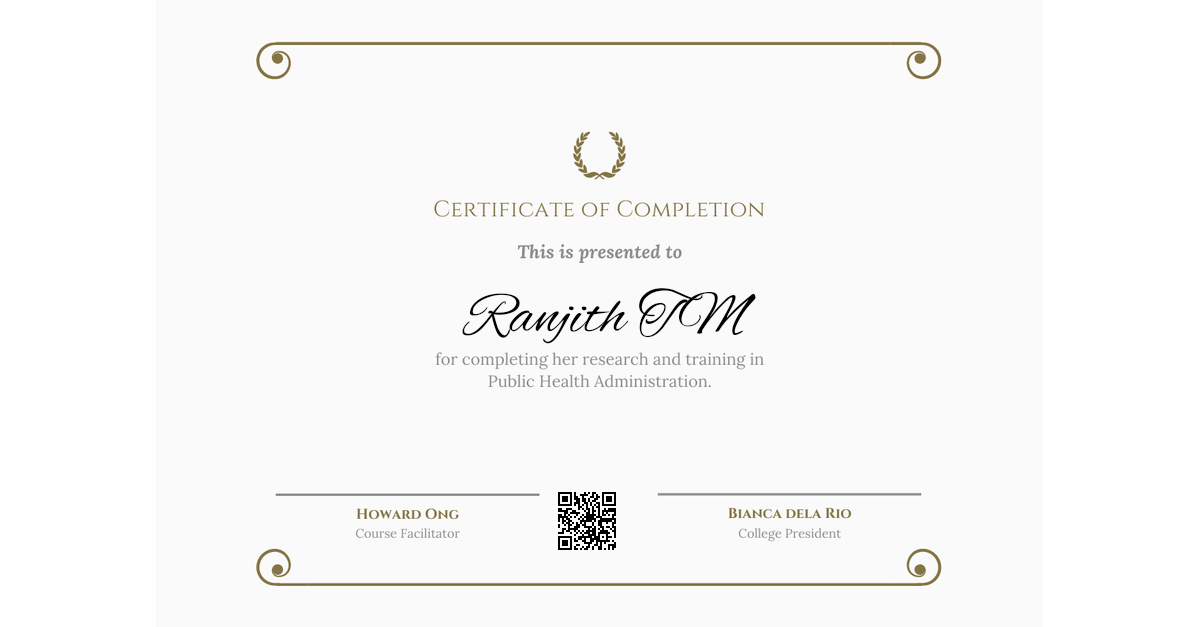 Certificate of Completion
This is presented to
Ranjith TM
for completing her research and training in
Public Health Administration.
Howard Ong
Course Facilitator
Bianca dela Rio
College President